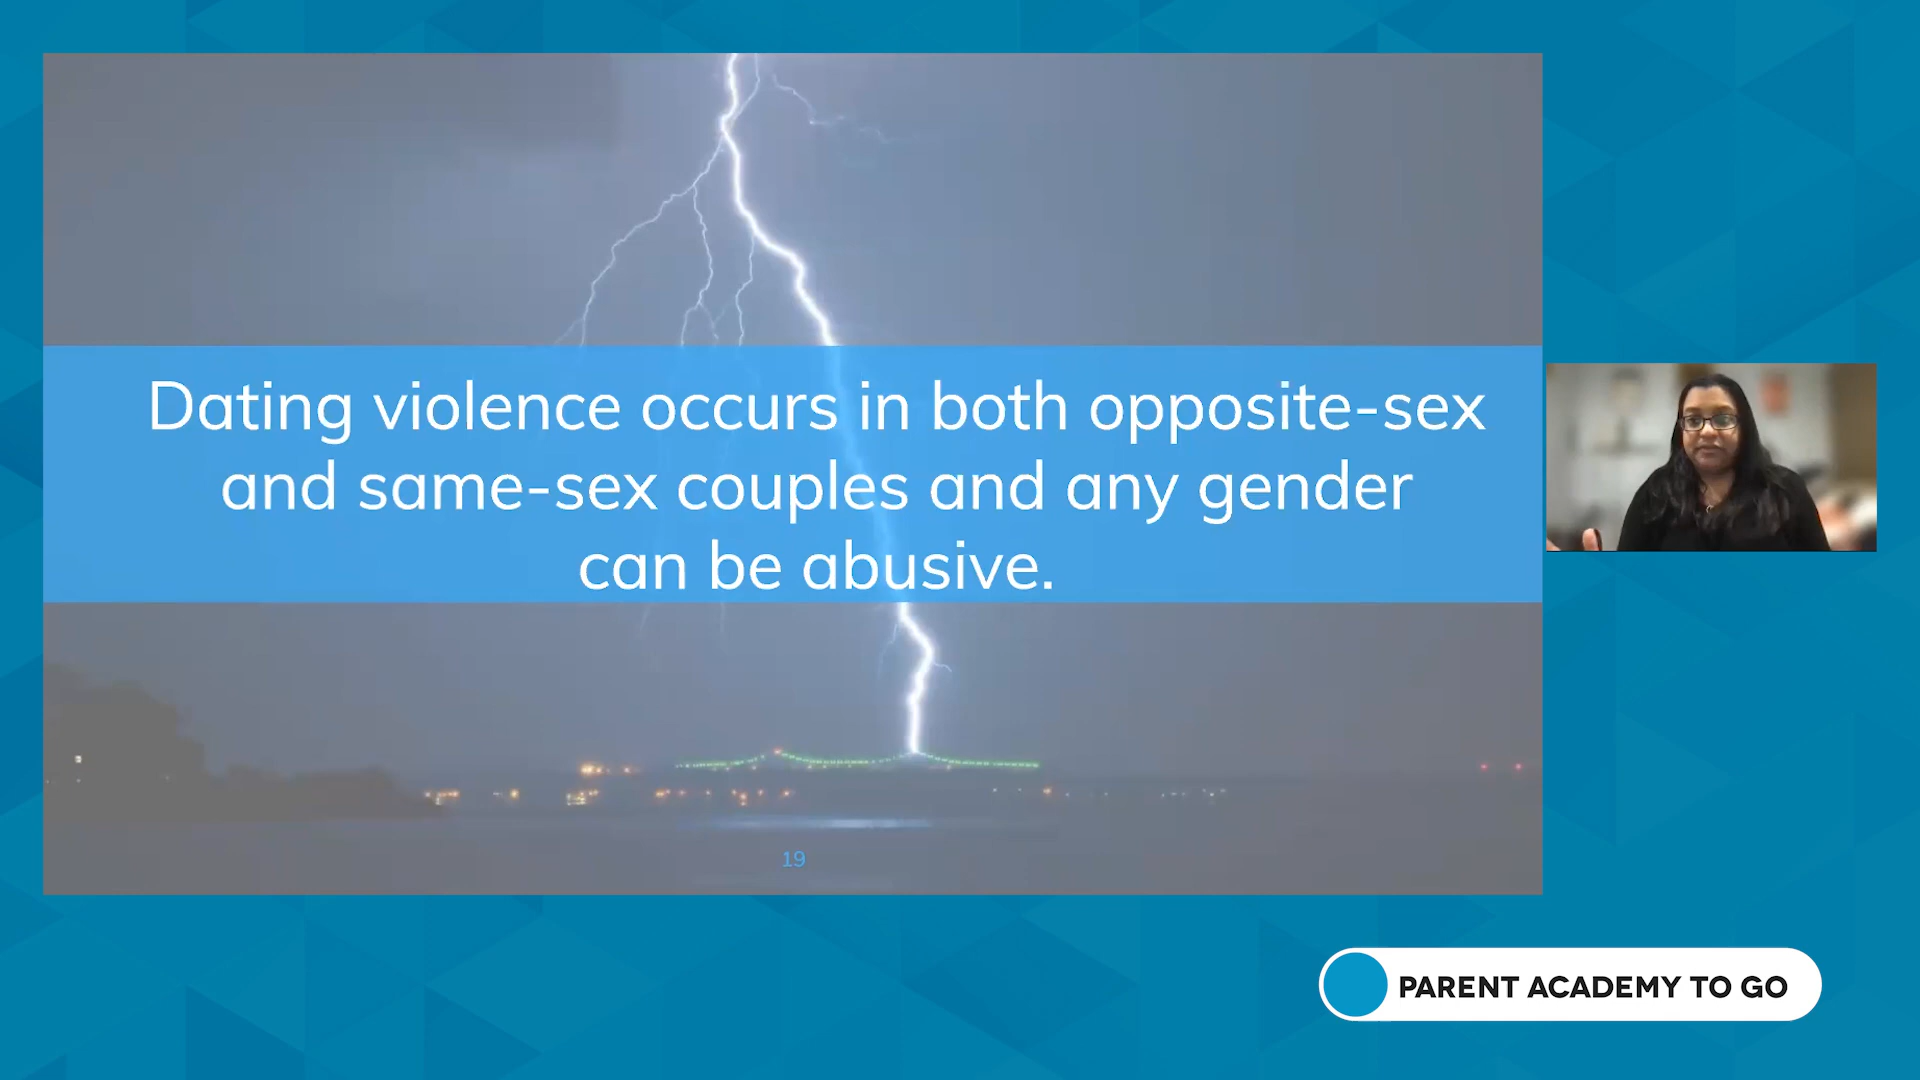 Dating violence occurs in both opposite-sex
and same-sex couples and any gender
can be abusive.
19
PARENT ACADEMY TO GO